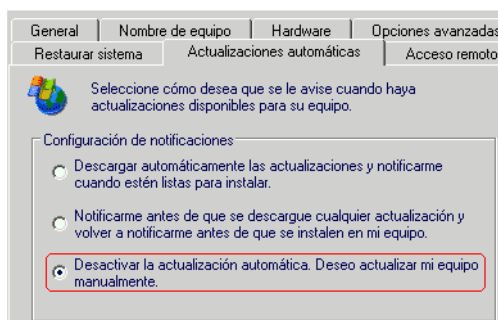 General Nombre de equipo Hardware Opciones avanzadas
Restaurar sistema Actualizaciones automáticas Acceso remoto
Seleccione cómo desea que se le avise cuando haya
actualizaciones disponibles para su equipo.
Configuración de notificaciones
Descargar automáticamente las actualizaciones y notificarme
cuando estén listas para instalar.
Notificarme antes de que se descargue cualquier actualización y
volver a notificarme antes de que se instalen en mi equipo.
Desactivar la actualización automática. Deseo actualizar mi equipo
manualmente.